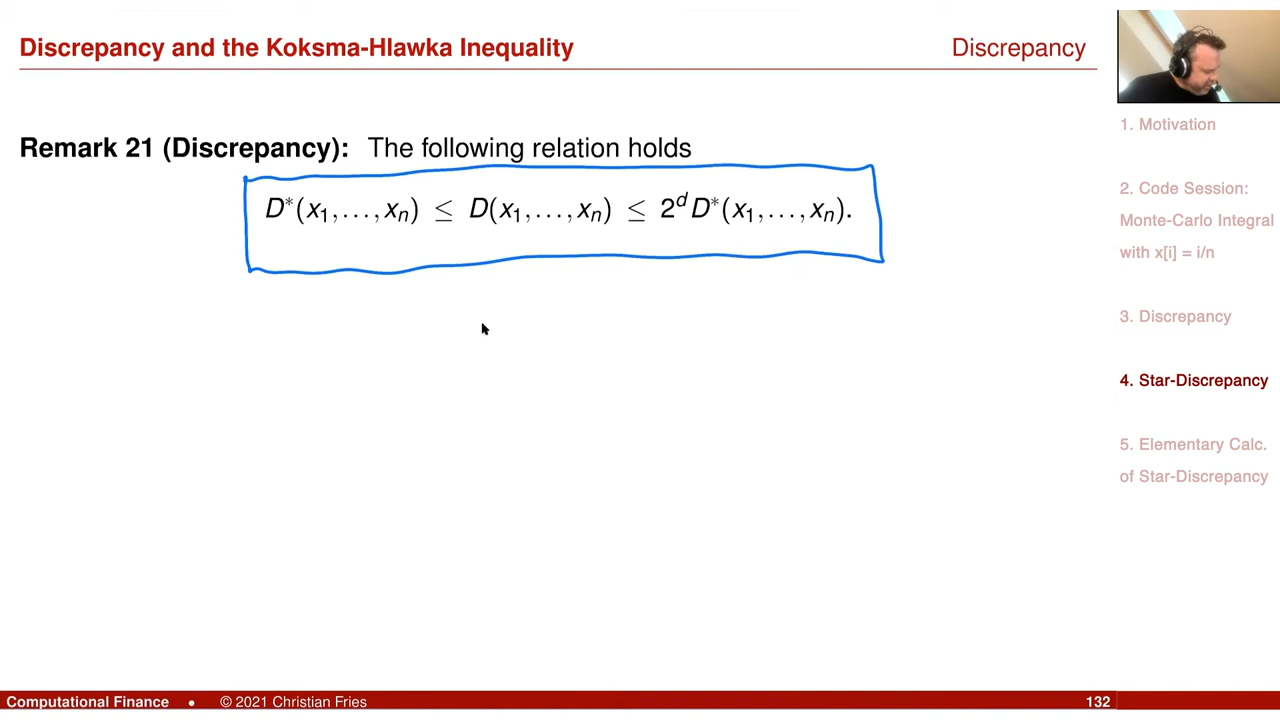 Discrepancy and the Koksma-Hlawka Inequality
Discrepancy
Remark 21 (Discrepancy): The following relation holds
D*(x₁,…,xₙ) ≤ D(x₁,…,xₙ) ≤ 2ᵈ D*(x₁,…,xₙ).
1. Motivation
2. Code Session:
Monte-Carlo Integral
with x[i] = i/n
3. Discrepancy
4. Star-Discrepancy
5. Elementary Calc.
of Star-Discrepancy
Computational Finance • © 2021 Christian Fries
132